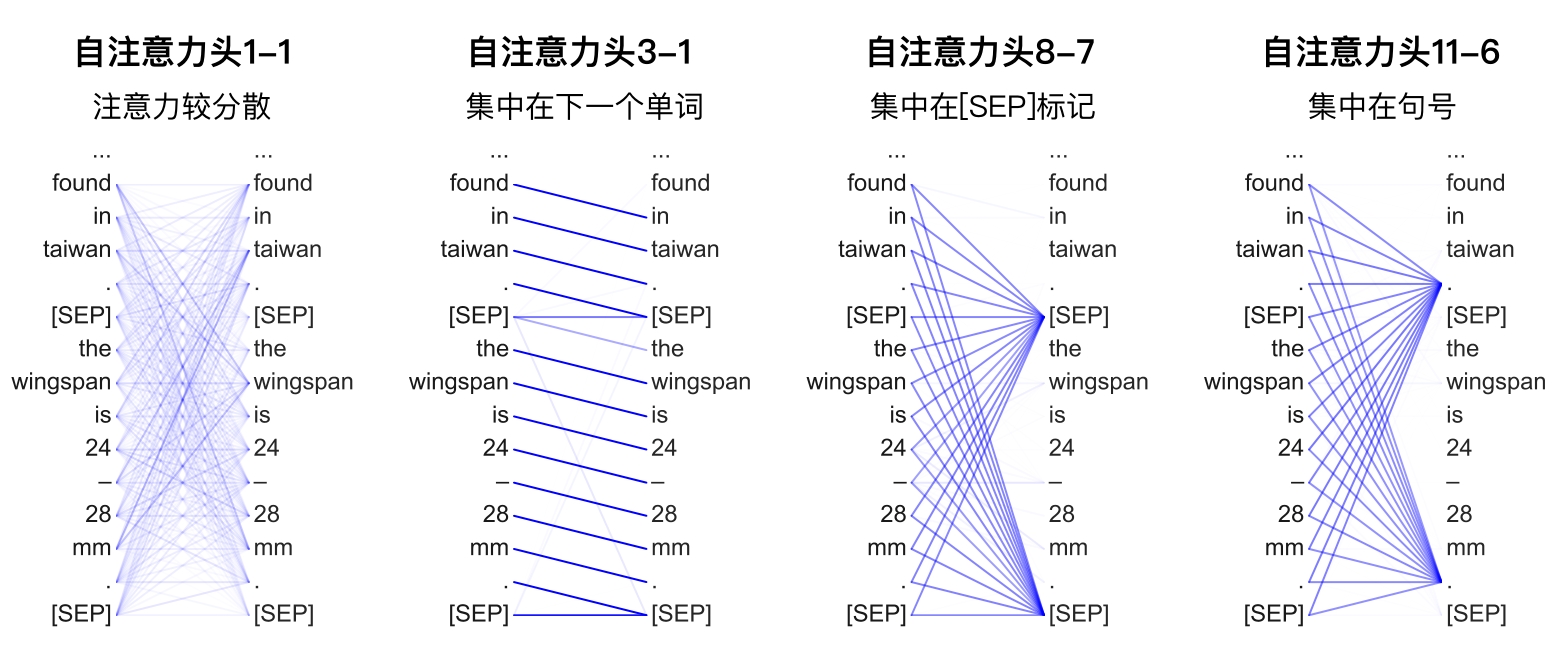 自注意力头1–1
注意力较分散
... ...
found found
in in
taiwan taiwan
. .
[SEP] [SEP]
the the
wingspan wingspan
is is
24 24
– –
28 28
mm mm
. .
[SEP] [SEP]
自注意力头3–1
集中在下一个单词
... ...
found found
in in
taiwan taiwan
. .
[SEP] [SEP]
the the
wingspan wingspan
is is
24 24
– –
28 28
mm mm
. .
[SEP] [SEP]
自注意力头8–7
集中在[SEP]标记
... ...
found found
in in
taiwan taiwan
. .
[SEP] [SEP]
the the
wingspan wingspan
is is
24 24
– –
28 28
mm mm
. .
[SEP] [SEP]
自注意力头11–6
集中在句号
... ...
found found
in in
taiwan taiwan
. .
[SEP] [SEP]
the the
wingspan wingspan
is is
24 24
– –
28 28
mm mm
. .
[SEP] [SEP]